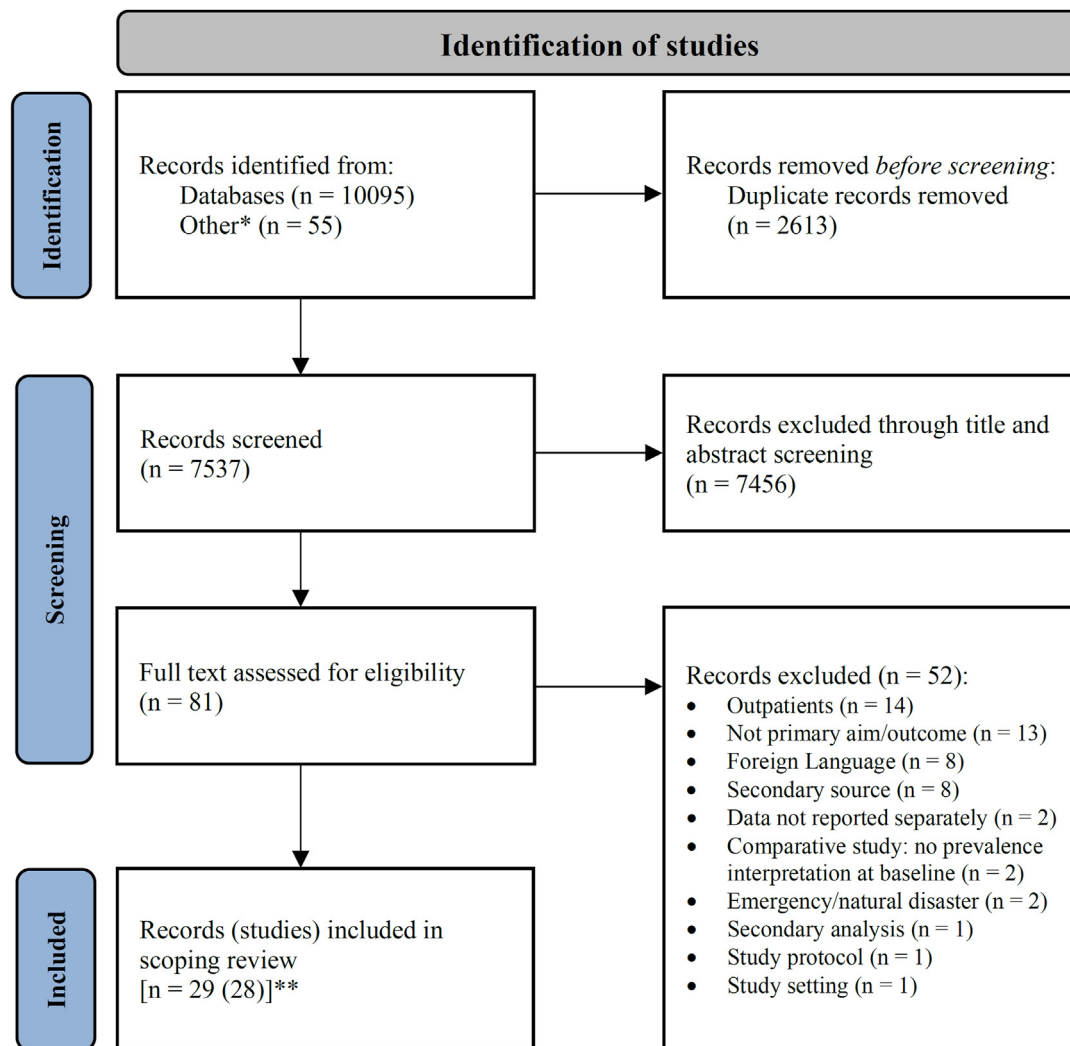 Identification of studies
Identification
Records identified from:
Databases (n = 10095)
Other* (n = 55)
Records removed before screening:
Duplicate records removed
(n = 2613)
Screening
Records screened
(n = 7537)
Records excluded through title and
abstract screening
(n = 7456)
Full text assessed for eligibility
(n = 81)
Records excluded (n = 52):
• Outpatients (n = 14)
• Not primary aim/outcome (n = 13)
• Foreign Language (n = 8)
• Secondary source (n = 8)
• Data not reported separately (n = 2)
• Comparative study: no prevalence
interpretation at baseline (n = 2)
• Emergency/natural disaster (n = 2)
• Secondary analysis (n = 1)
• Study protocol (n = 1)
• Study setting (n = 1)
Included
Records (studies) included in
scoping review
[n = 29 (28)]**